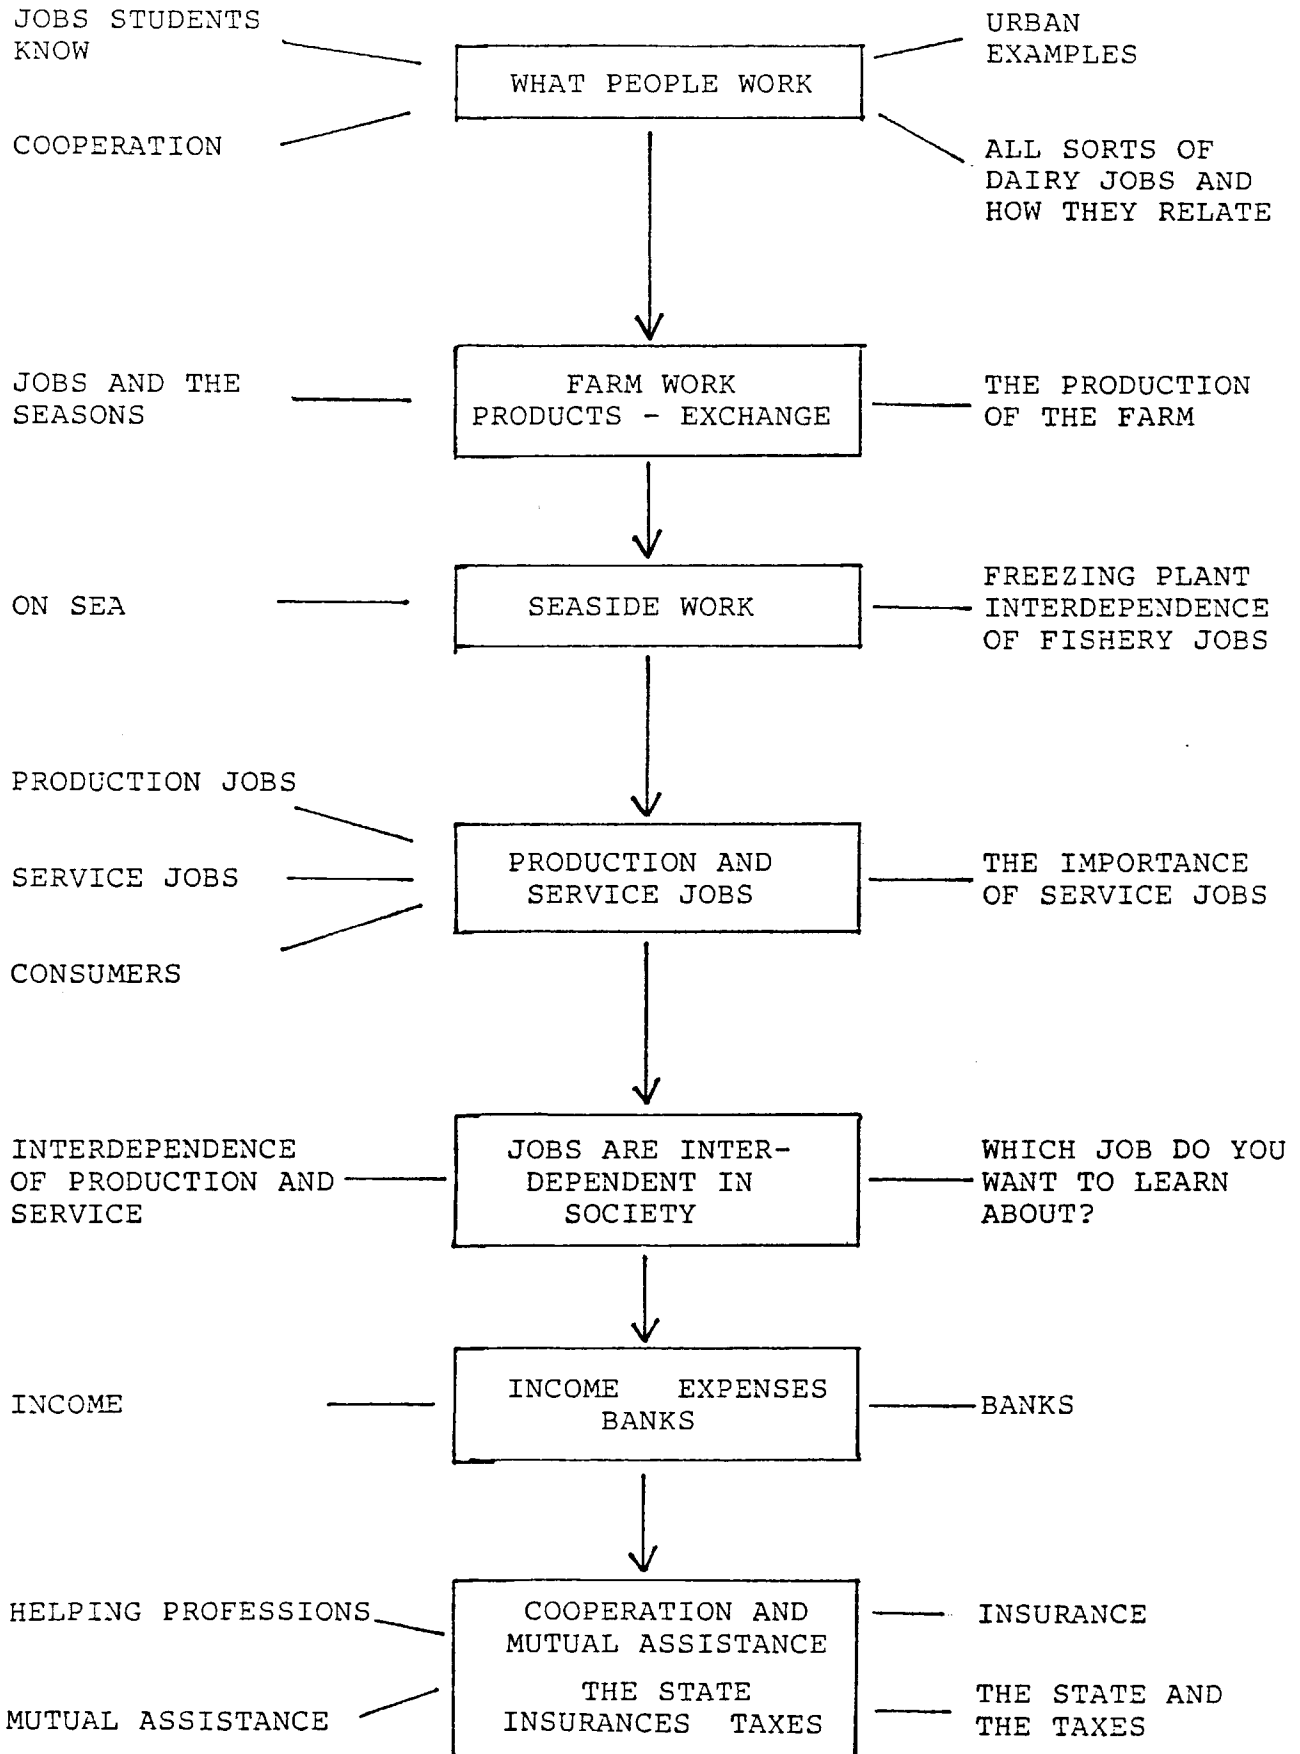 JOBS STUDENTS
KNOW
URBAN
EXAMPLES
WHAT PEOPLE WORK
COOPERATION
ALL SORTS OF
DAIRY JOBS AND
HOW THEY RELATE
JOBS AND THE
SEASONS
FARM WORK
PRODUCTS - EXCHANGE
THE PRODUCTION
OF THE FARM
ON SEA
SEASIDE WORK
FREEZING PLANT
INTERDEPENDENCE
OF FISHERY JOBS
PRODUCTION JOBS
SERVICE JOBS
CONSUMERS
PRODUCTION AND
SERVICE JOBS
THE IMPORTANCE
OF SERVICE JOBS
INTERDEPENDENCE
OF PRODUCTION AND
SERVICE
JOBS ARE INTER-
DEPENDENT IN
SOCIETY
WHICH JOB DO YOU
WANT TO LEARN
ABOUT?
INCOME
INCOME EXPENSES
BANKS
BANKS
HELPING PROFESSIONS
MUTUAL ASSISTANCE
COOPERATION AND
MUTUAL ASSISTANCE
THE STATE
INSURANCES TAXES
INSURANCE
THE STATE AND
THE TAXES